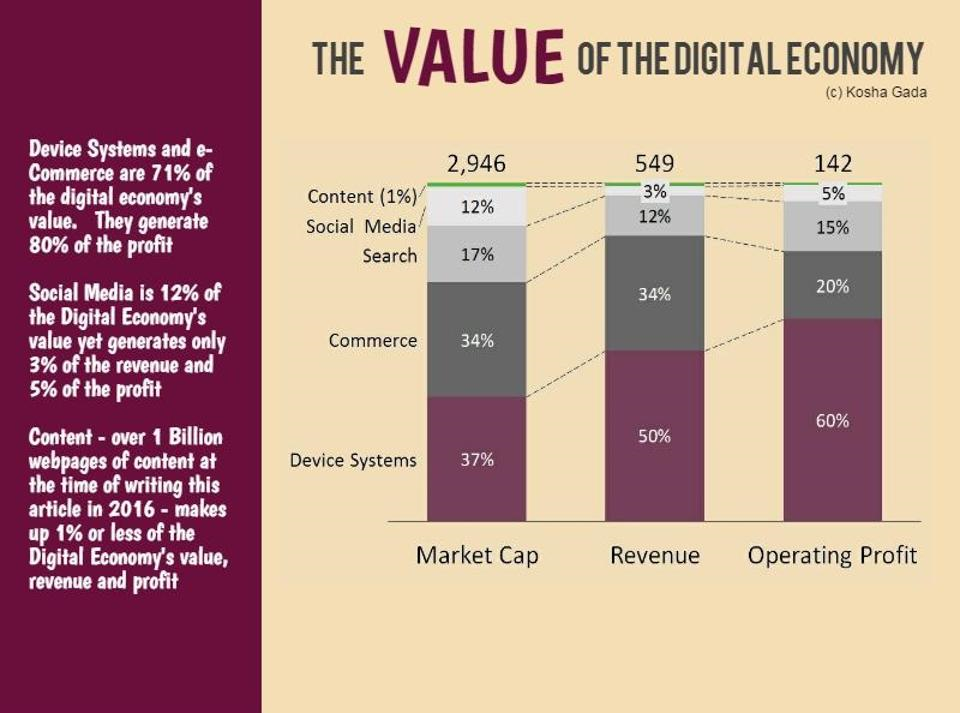 THE VALUE OF THE DIGITAL ECONOMY
(c) Kosha Gada
Device Systems and e-
Commerce are 71% of
the digital economy's
value. They generate
80% of the profit
Social Media is 12% of
the Digital Economy's
value yet generates only
3% of the revenue and
5% of the profit
Content - over 1 Billion
webpages of content at
the time of writing this
article in 2016 - makes
up 1% or less of the
Digital Economy's value,
revenue and profit
2,946 549 142
Content (1%)
3% 5%
12%
Social Media
12% 15%
Search 17%
34% 20%
Commerce 34%
60%
50%
Device Systems 37%
Market Cap Revenue Operating Profit